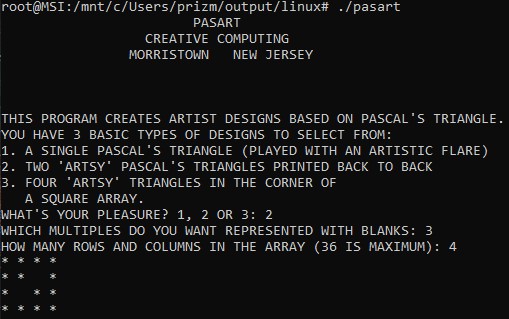 root@MSI:/mnt/c/Users/prizm/output/linux# ./pasart
PASART
CREATIVE COMPUTING
MORRISTOWN   NEW JERSEY
THIS PROGRAM CREATES ARTIST DESIGNS BASED ON PASCAL'S TRIANGLE.
YOU HAVE 3 BASIC TYPES OF DESIGNS TO SELECT FROM:
1. A SINGLE PASCAL'S TRIANGLE (PLAYED WITH AN ARTISTIC FLARE)
2. TWO 'ARTSY' PASCAL'S TRIANGLES PRINTED BACK TO BACK
3. FOUR 'ARTSY' TRIANGLES IN THE CORNER OF
   A SQUARE ARRAY.
WHAT'S YOUR PLEASURE? 1, 2 OR 3: 2
WHICH MULTIPLES DO YOU WANT REPRESENTED WITH BLANKS: 3
HOW MANY ROWS AND COLUMNS IN THE ARRAY (36 IS MAXIMUM): 4
* * * *
* *   *
*   * *
* * * *